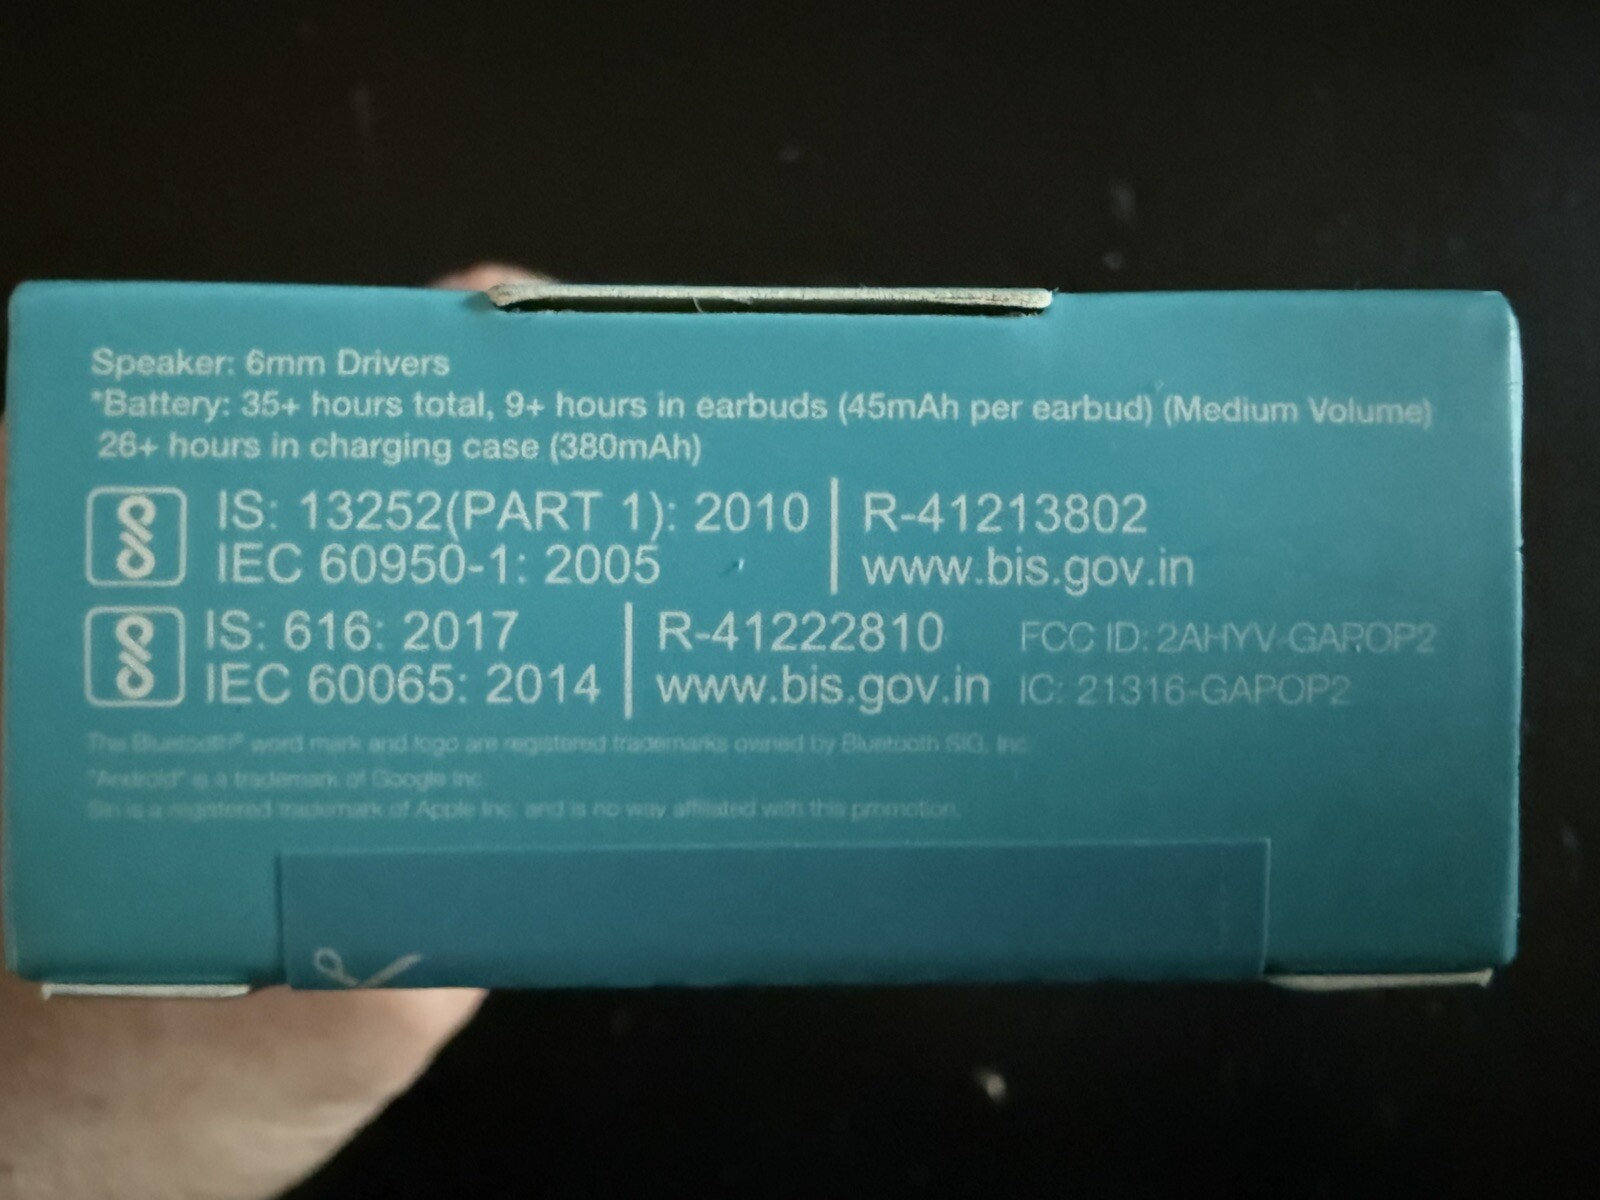 Speaker: 6mm Drivers
*Battery: 35+ hours total, 9+ hours in earbuds (45mAh per earbud) (Medium Volume)
26+ hours in charging case (380mAh)
IS: 13252(PART 1): 2010 | R-41213802
IEC 60950-1: 2005 | www.bis.gov.in
IS: 616: 2017 | R-41222810 FCC ID: 2AHYV-GAPOP2
IEC 60065: 2014 | www.bis.gov.in IC: 21316-GAPOP2
The Bluetooth® word mark and logo are registered trademarks owned by Bluetooth SIG, Inc.
"Android" is a trademark of Google Inc.
Siri is a registered trademark of Apple Inc. and is no way affiliated with this promotion.